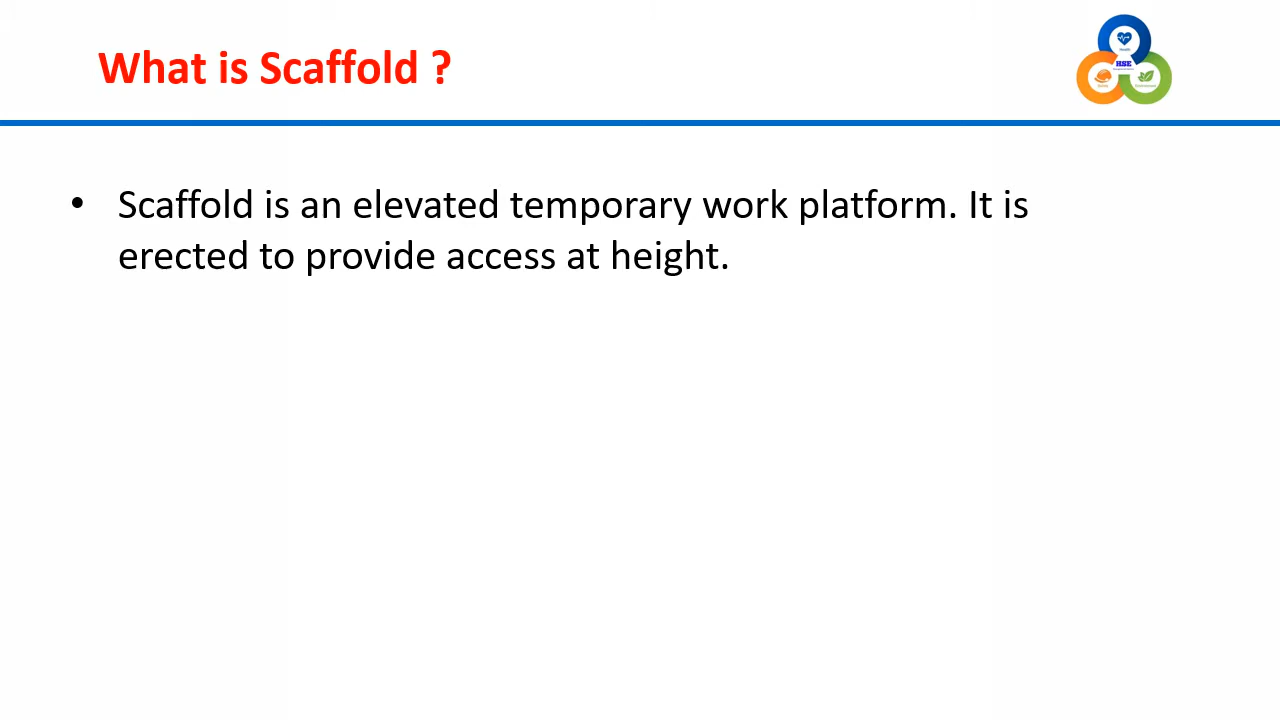 What is Scaffold ?
Health
HSE
• Scaffold is an elevated temporary work platform. It is
erected to provide access at height.